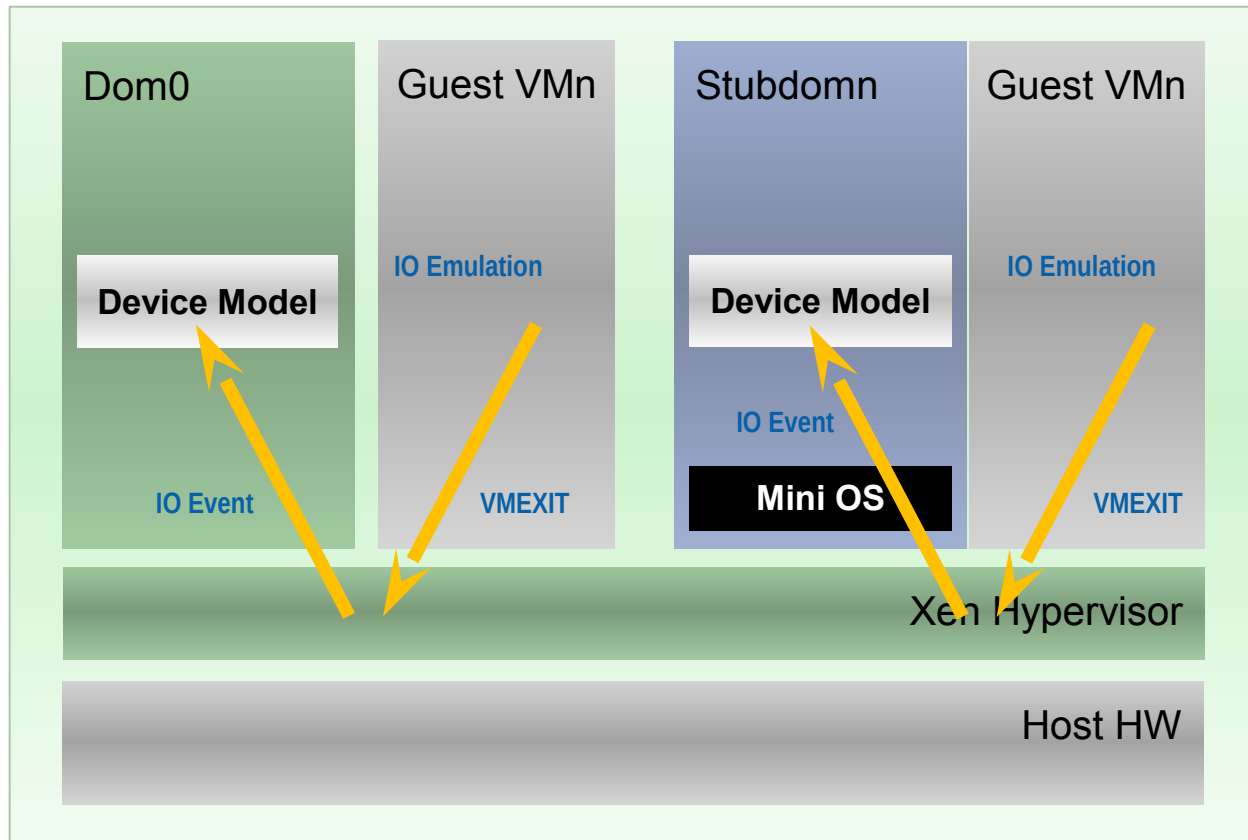 Dom0
Guest VMn
Stubdomn
Guest VMn
IO Emulation
IO Emulation
Device Model
Device Model
IO Event
Mini OS
IO Event
VMEXIT
VMEXIT
Xen Hypervisor
Host HW